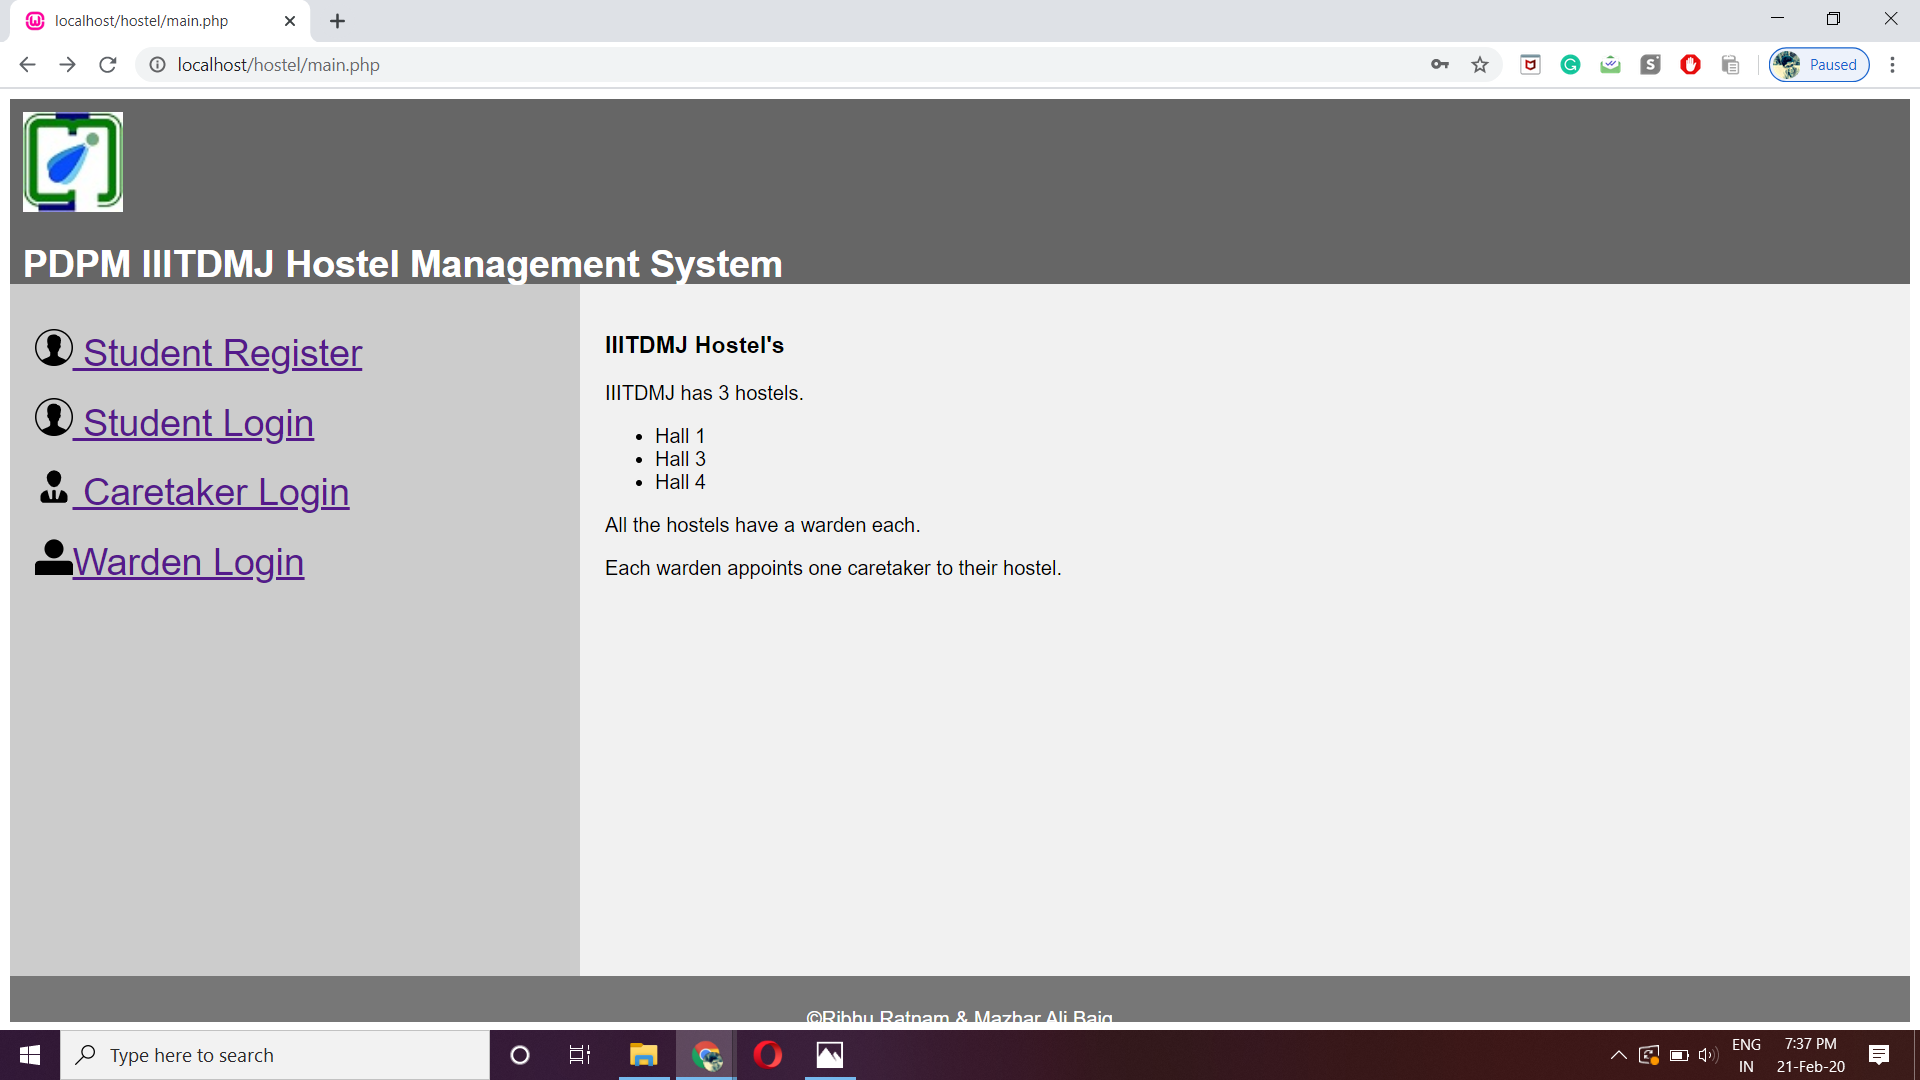 localhost/hostel/main.php
localhost/hostel/main.php
Paused
PDPM IIITDMJ Hostel Management System
Student Register
Student Login
Caretaker Login
Warden Login
IIITDMJ Hostel's
IIITDMJ has 3 hostels.
Hall 1
Hall 3
Hall 4
All the hostels have a warden each.
Each warden appoints one caretaker to their hostel.
©Ribhu Ratnam & Mazhar Ali Baig
Type here to search
ENG
IN
7:37 PM
21-Feb-20